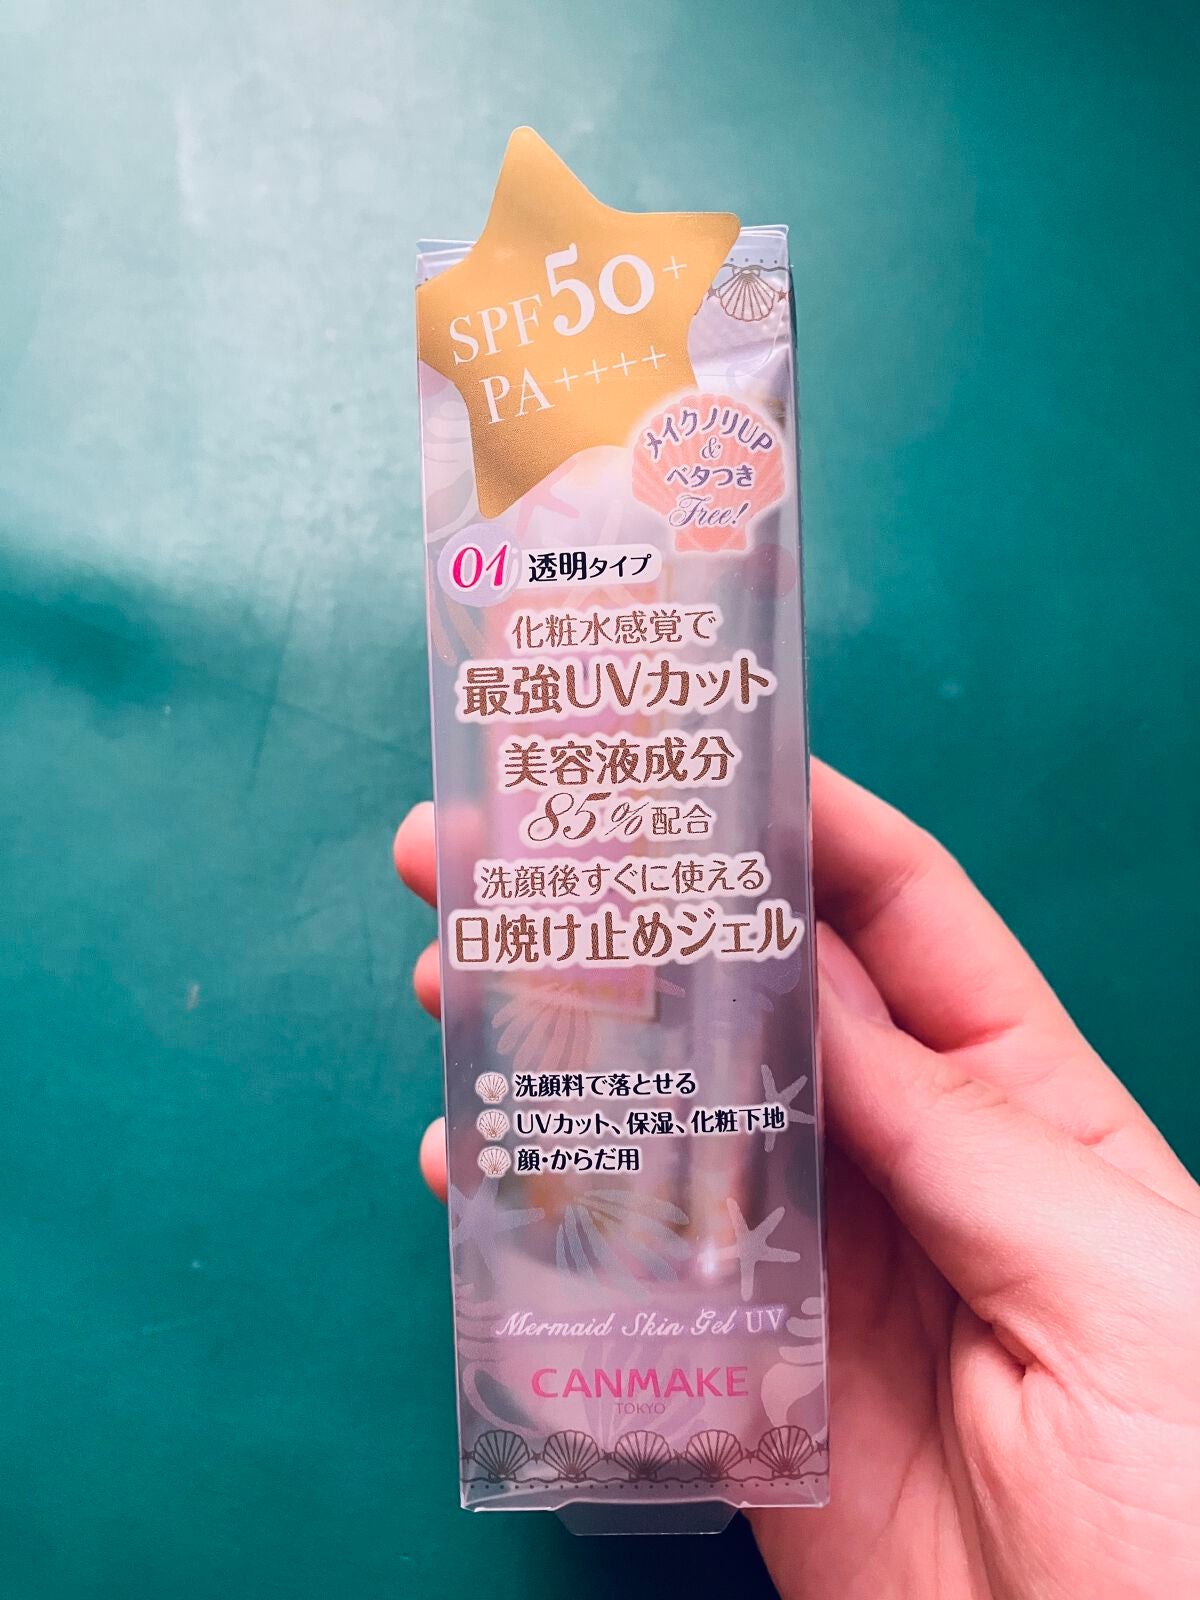 SPF50+
PA++++
メイクノリUP
&
ベタつき
Free!
01 透明タイプ
化粧水感覚で
最強UVカット
美容液成分
85%配合
洗顔後すぐに使える
日焼け止めジェル
洗顔料で落とせる
UVカット、保湿、化粧下地
顔・からだ用
Mermaid Skin Gel UV
CANMAKE
TOKYO